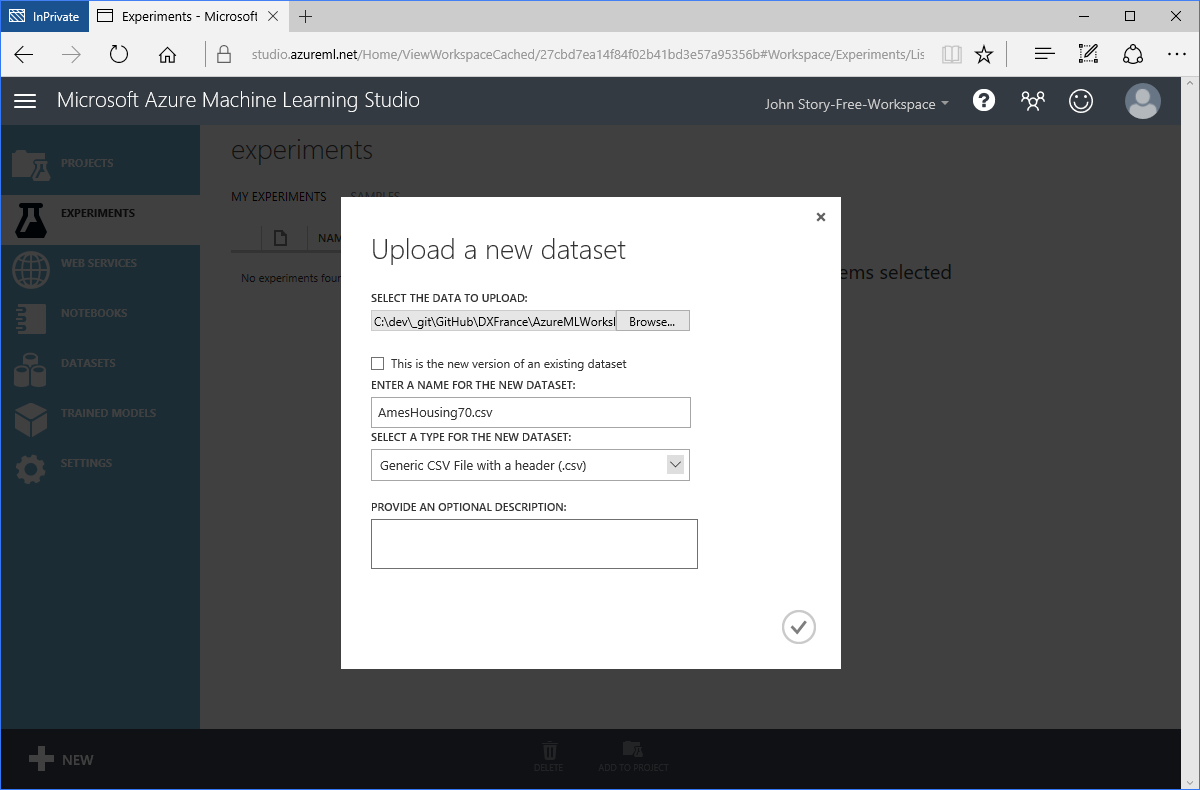 InPrivate
Experiments - Microsoft
studio.azureml.net/Home/ViewWorkspaceCached/27cbd7ea14f84f02b41bd3e57a95356b#Workspace/Experiments/Lis
Microsoft Azure Machine Learning Studio
John Story-Free-Workspace
PROJECTS
EXPERIMENTS
WEB SERVICES
NOTEBOOKS
DATASETS
TRAINED MODELS
SETTINGS
experiments
MY EXPERIMENTS
SAMPLES
NAM
No experiments foun
ems selected
Upload a new dataset
SELECT THE DATA TO UPLOAD:
C:\dev\_git\GitHub\DXFrance\AzureMLWorksl Browse...
This is the new version of an existing dataset
ENTER A NAME FOR THE NEW DATASET:
AmesHousing70.csv
SELECT A TYPE FOR THE NEW DATASET:
Generic CSV File with a header (.csv)
PROVIDE AN OPTIONAL DESCRIPTION:
NEW
DELETE
ADD TO PROJECT